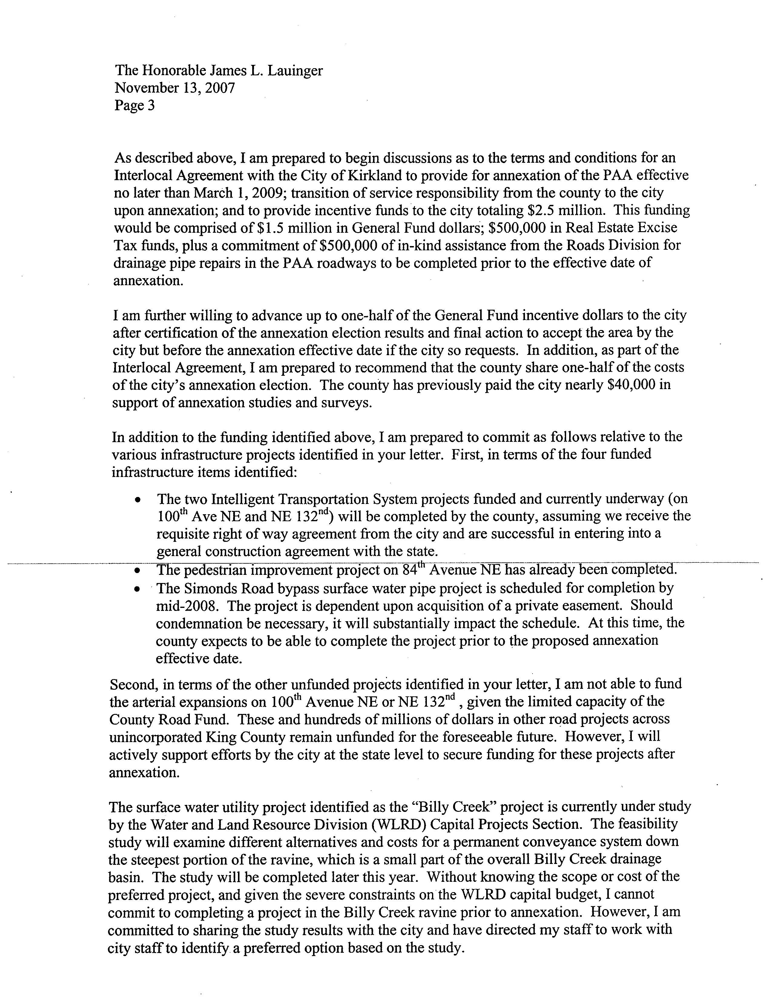 The Honorable James L. Lauinger
November 13, 2007
Page 3
As described above, I am prepared to begin discussions as to the terms and conditions for an
Interlocal Agreement with the City of Kirkland to provide for annexation of the PAA effective
no later than March 1, 2009; transition of service responsibility from the county to the city
upon annexation; and to provide incentive funds to the city totaling $2.5 million.  This funding
would be comprised of $1.5 million in General Fund dollars; $500,000 in Real Estate Excise
Tax funds, plus a commitment of $500,000 of in-kind assistance from the Roads Division for
drainage pipe repairs in the PAA roadways to be completed prior to the effective date of
annexation.
I am further willing to advance up to one-half of the General Fund incentive dollars to the city
after certification of the annexation election results and final action to accept the area by the
city but before the annexation effective date if the city so requests.  In addition, as part of the
Interlocal Agreement, I am prepared to recommend that the county share one-half of the costs
of the city's annexation election.  The county has previously paid the city nearly $40,000 in
support of annexation studies and surveys.
In addition to the funding identified above, I am prepared to commit as follows relative to the
various infrastructure projects identified in your letter.  First, in terms of the four funded
infrastructure items identified:
• The two Intelligent Transportation System projects funded and currently underway (on
100th Ave NE and NE 132nd) will be completed by the county, assuming we receive the
requisite right of way agreement from the city and are successful in entering into a
general construction agreement with the state.
• The pedestrian improvement project on 84th Avenue NE has already been completed.
• The Simonds Road bypass surface water pipe project is scheduled for completion by
mid-2008.  The project is dependent upon acquisition of a private easement.  Should
condemnation be necessary, it will substantially impact the schedule.  At this time, the
county expects to be able to complete the project prior to the proposed annexation
effective date.
Second, in terms of the other unfunded projects identified in your letter, I am not able to fund
the arterial expansions on 100th Avenue NE or NE 132nd , given the limited capacity of the
County Road Fund.  These and hundreds of millions of dollars in other road projects across
unincorporated King County remain unfunded for the foreseeable future.  However, I will
actively support efforts by the city at the state level to secure funding for these projects after
annexation.
The surface water utility project identified as the “Billy Creek” project is currently under study
by the Water and Land Resource Division (WLRD) Capital Projects Section.  The feasibility
study will examine different alternatives and costs for a permanent conveyance system down
the steepest portion of the ravine, which is a small part of the overall Billy Creek drainage
basin.  The study will be completed later this year.  Without knowing the scope or cost of the
preferred project, and given the severe constraints on the WLRD capital budget, I cannot
commit to completing a project in the Billy Creek ravine prior to annexation.  However, I am
committed to sharing the study results with the city and have directed my staff to work with
city staff to identify a preferred option based on the study.